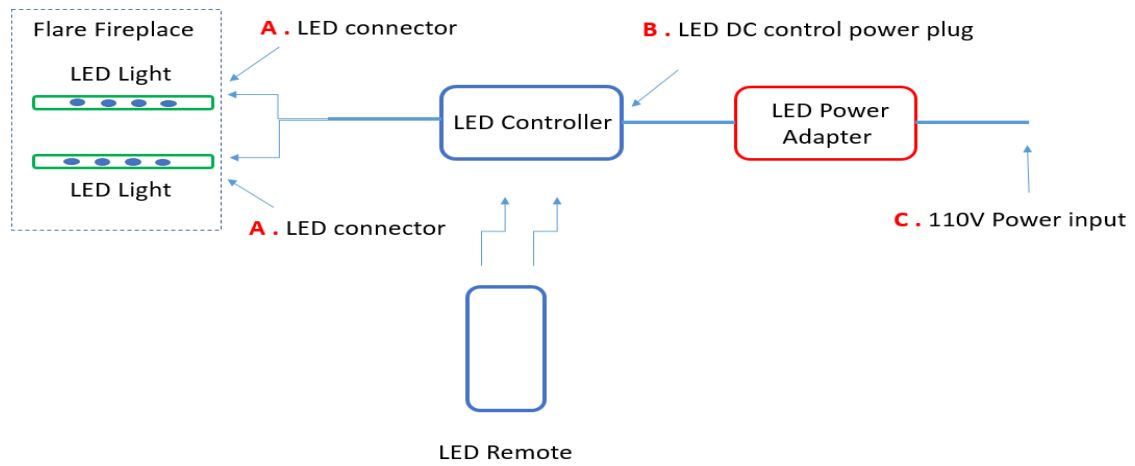 Flare Fireplace
A . LED connector
B . LED DC control power plug
LED Light
LED Controller
LED Power
Adapter
LED Light
A . LED connector
C . 110V Power input
LED Remote